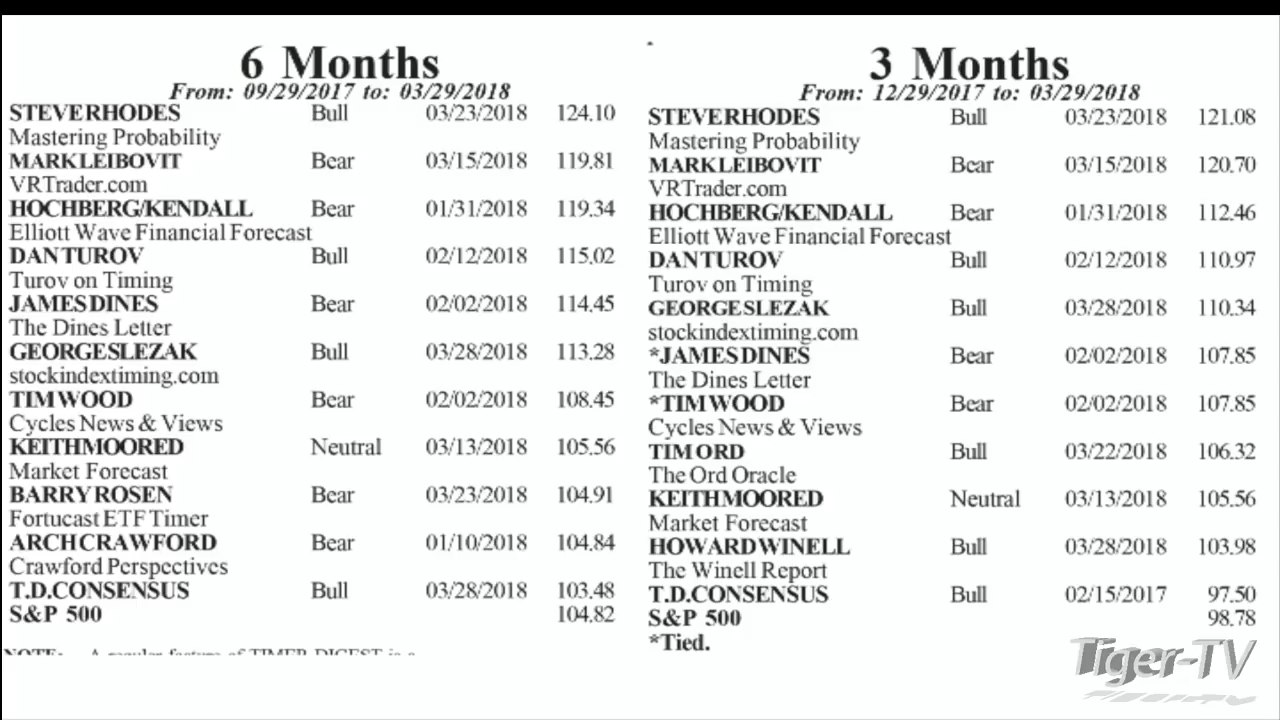 6 Months
From: 09/29/2017 to: 03/29/2018
STEVE RHODES Bull 03/23/2018 124.10
Mastering Probability
MARK LEIBOVIT Bear 03/15/2018 119.81
VRTrader.com
HOCHBERG/KENDALL Bear 01/31/2018 119.34
Elliott Wave Financial Forecast
DAN TUROV Bull 02/12/2018 115.02
Turov on Timing
JAMES DINES Bear 02/02/2018 114.45
The Dines Letter
GEORGE SLEZAK Bull 03/28/2018 113.28
stockindextiming.com
TIM WOOD Bear 02/02/2018 108.45
Cycles News & Views
KEITH MOORED Neutral 03/13/2018 105.56
Market Forecast
BARRY ROSEN Bear 03/23/2018 104.91
Fortucast ETF Timer
ARCH CRAWFORD Bear 01/10/2018 104.84
Crawford Perspectives
T.D. CONSENSUS Bull 03/28/2018 103.48
S&P 500 104.82
NOTE: A regular feature of TIMER DIGEST is a
3 Months
From: 12/29/2017 to: 03/29/2018
STEVE RHODES Bull 03/23/2018 121.08
Mastering Probability
MARK LEIBOVIT Bear 03/15/2018 120.70
VRTrader.com
HOCHBERG/KENDALL Bear 01/31/2018 112.46
Elliott Wave Financial Forecast
DAN TUROV Bull 02/12/2018 110.97
Turov on Timing
GEORGE SLEZAK Bull 03/28/2018 110.34
stockindextiming.com
*JAMES DINES Bear 02/02/2018 107.85
The Dines Letter
*TIM WOOD Bear 02/02/2018 107.85
Cycles News & Views
TIM ORD Bull 03/22/2018 106.32
The Ord Oracle
KEITH MOORED Neutral 03/13/2018 105.56
Market Forecast
HOWARD WINELL Bull 03/28/2018 103.98
The Winell Report
T.D. CONSENSUS Bull 02/15/2017 97.50
S&P 500 98.78
*Tied.
Tiger-TV